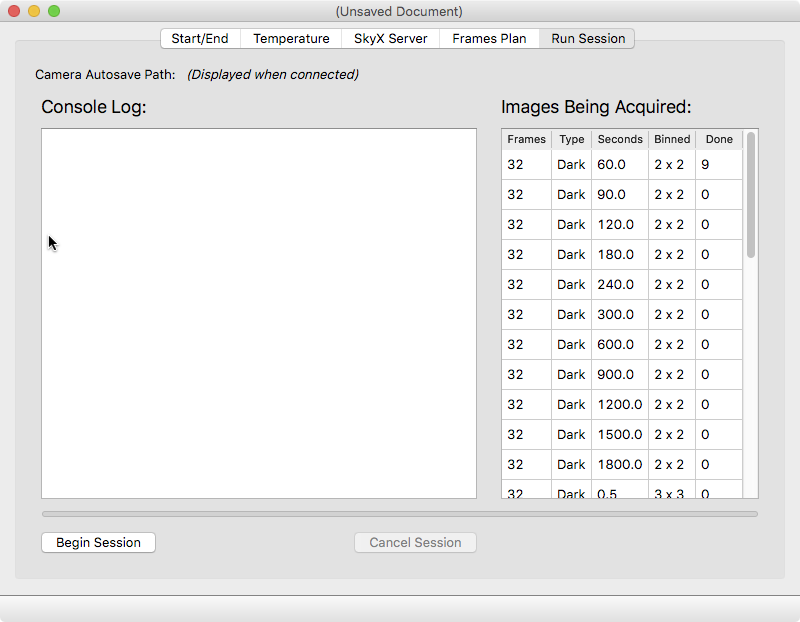 (Unsaved Document)
Start/End Temperature SkyX Server Frames Plan Run Session
Camera Autosave Path: (Displayed when connected)
Console Log:
Images Being Acquired:
Frames Type Seconds Binned Done
32 Dark 60.0 2 x 2 9
32 Dark 90.0 2 x 2 0
32 Dark 120.0 2 x 2 0
32 Dark 180.0 2 x 2 0
32 Dark 240.0 2 x 2 0
32 Dark 300.0 2 x 2 0
32 Dark 600.0 2 x 2 0
32 Dark 900.0 2 x 2 0
32 Dark 1200.0 2 x 2 0
32 Dark 1500.0 2 x 2 0
32 Dark 1800.0 2 x 2 0
32 Dark 0.5 3 x 3 0
Begin Session Cancel Session